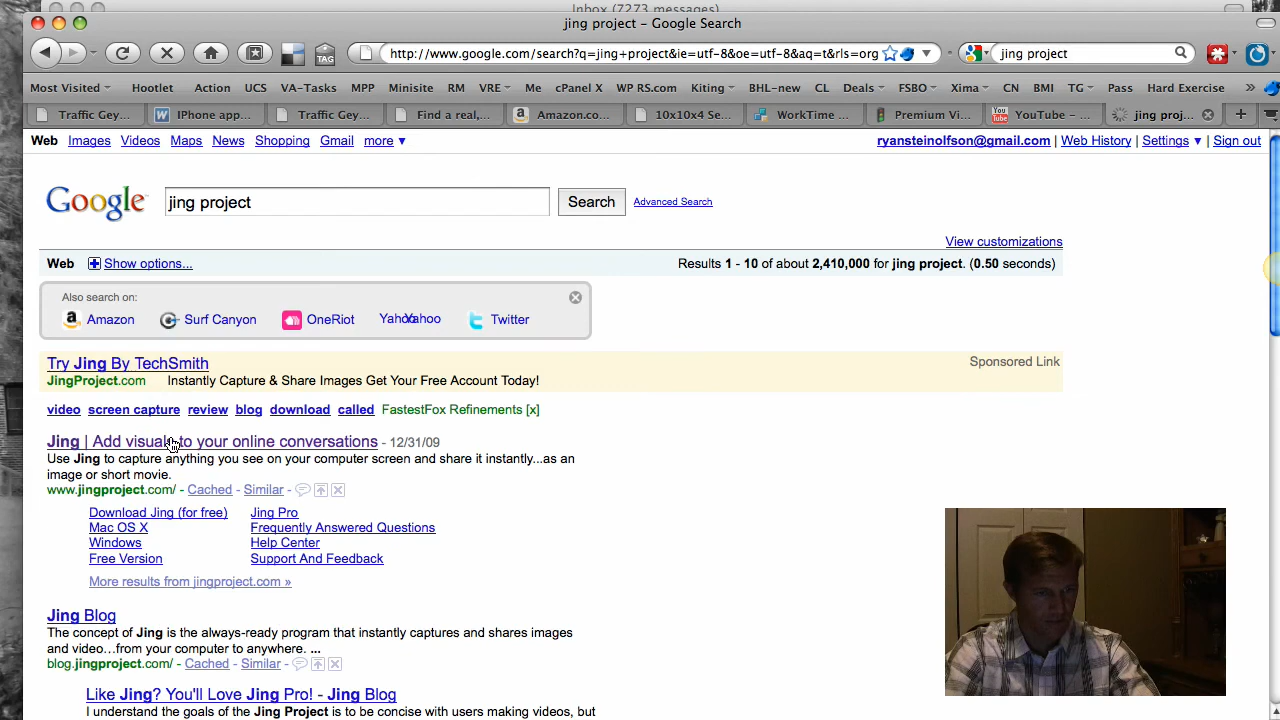 Inbox (7273 messages)
jing project – Google Search
http://www.google.com/search?q=jing+project&ie=utf-8&oe=utf-8&aq=t&rls=org
jing project
TAG
Most Visited Hootlet Action UCS VA-Tasks MPP Minisite RM VRE Me cPanel X WP RS.com Kiting BHL-new CL Deals FSBO Xima CN BMI TG Pass Hard Exercise »
Traffic Gey... IPhone app... Traffic Gey... Find a real,... Amazon.co... 10x10x4 Se... WorkTime ... Premium Vi... YouTube – ... jing proj...
Web Images Videos Maps News Shopping Gmail more ▼
ryansteinolfson@gmail.com | Web History | Settings ▼ | Sign out
Google
jing project
Search
Advanced Search
View customizations
Web Show options...
Results 1 - 10 of about 2,410,000 for jing project. (0.50 seconds)
Also search on:
Amazon Surf Canyon OneRiot Yahoo Yahoo Twitter
Try Jing By TechSmith
Sponsored Link
JingProject.com Instantly Capture & Share Images Get Your Free Account Today!
video screen capture review blog download called FastestFox Refinements [x]
Jing | Add visuals to your online conversations - 12/31/09
Use Jing to capture anything you see on your computer screen and share it instantly...as an
image or short movie.
www.jingproject.com/ - Cached - Similar -
Download Jing (for free) Jing Pro
Mac OS X Frequently Answered Questions
Windows Help Center
Free Version Support And Feedback
More results from jingproject.com »
Jing Blog
The concept of Jing is the always-ready program that instantly captures and shares images
and video…from your computer to anywhere. ...
blog.jingproject.com/ - Cached - Similar -
Like Jing? You'll Love Jing Pro! - Jing Blog
I understand the goals of the Jing Project is to be concise with users making videos, but